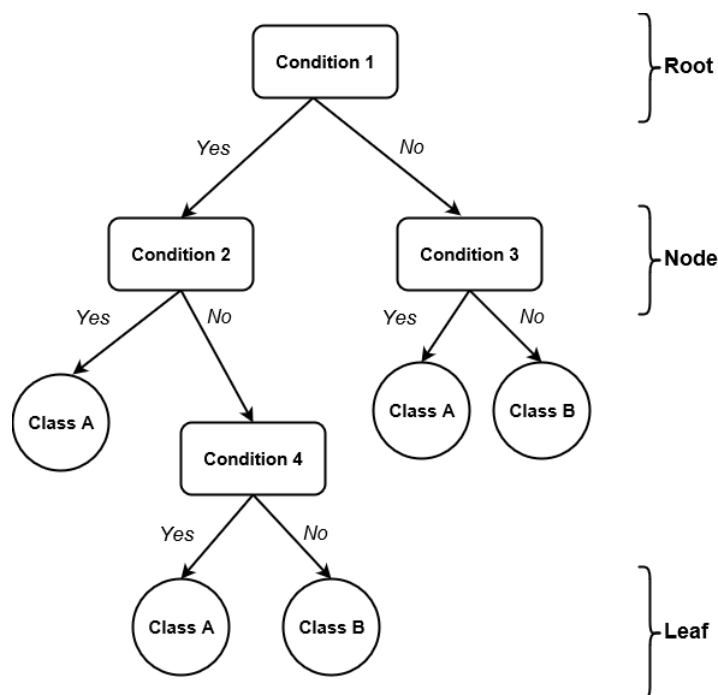 Condition 1
Root
Yes
No
Condition 2
Condition 3
Node
Yes
No
Yes
No
Class A
Class A
Class B
Condition 4
Yes
No
Class A
Class B
Leaf